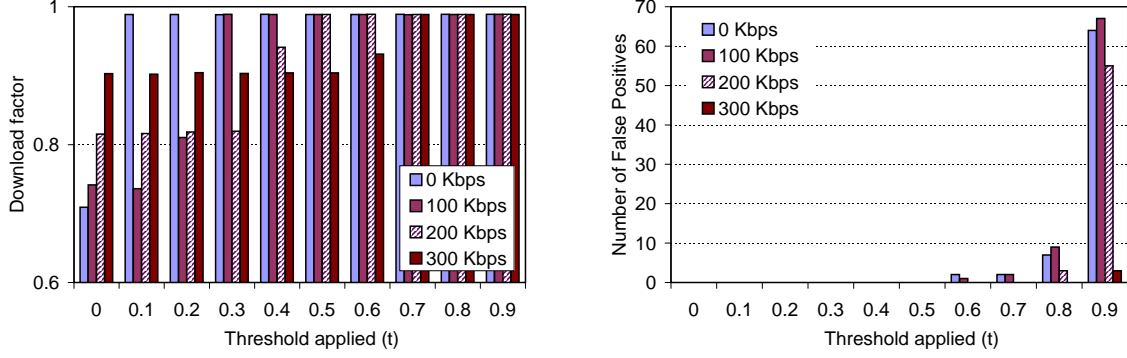 Download factor
1
0.8
0.6
0 Kbps
100 Kbps
200 Kbps
300 Kbps
0 0.1 0.2 0.3 0.4 0.5 0.6 0.7 0.8 0.9
Threshold applied (t)
Number of False Positives
70
60
50
40
30
20
10
0
0 Kbps
100 Kbps
200 Kbps
300 Kbps
0 0.1 0.2 0.3 0.4 0.5 0.6 0.7 0.8 0.9
Threshold applied (t)